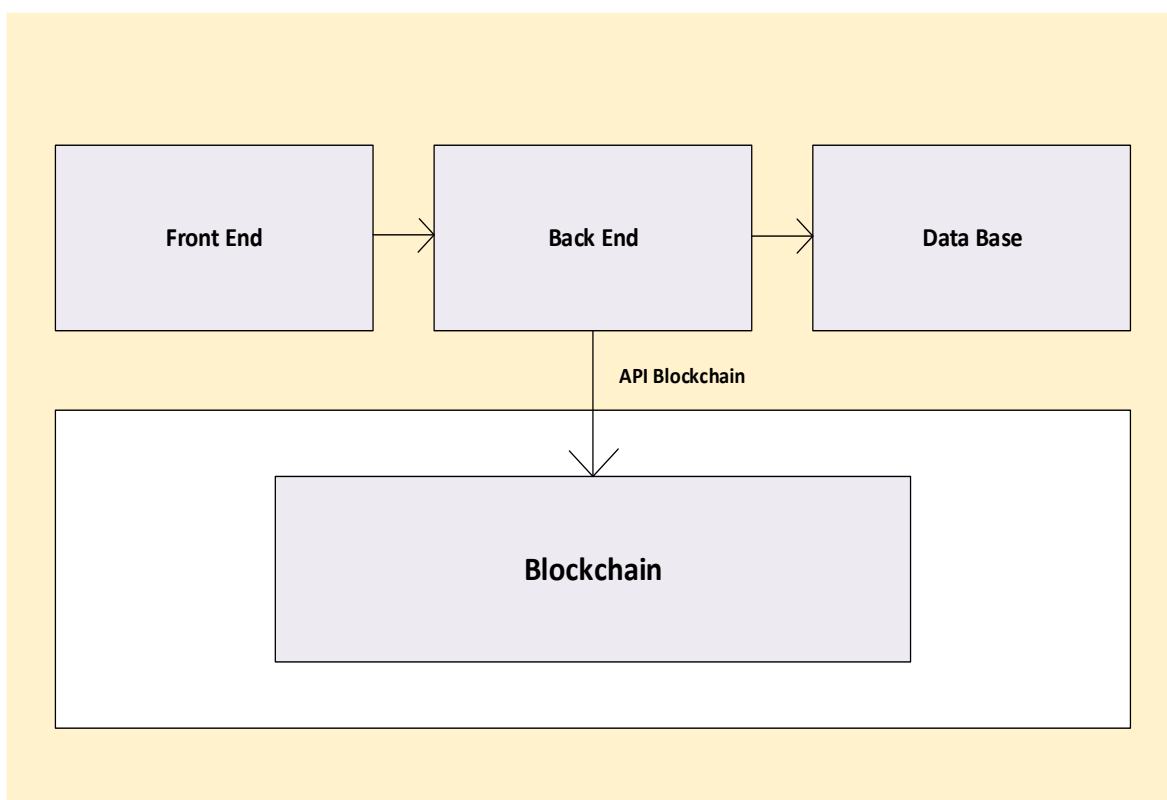 Front End
Back End
Data Base
API Blockchain
Blockchain